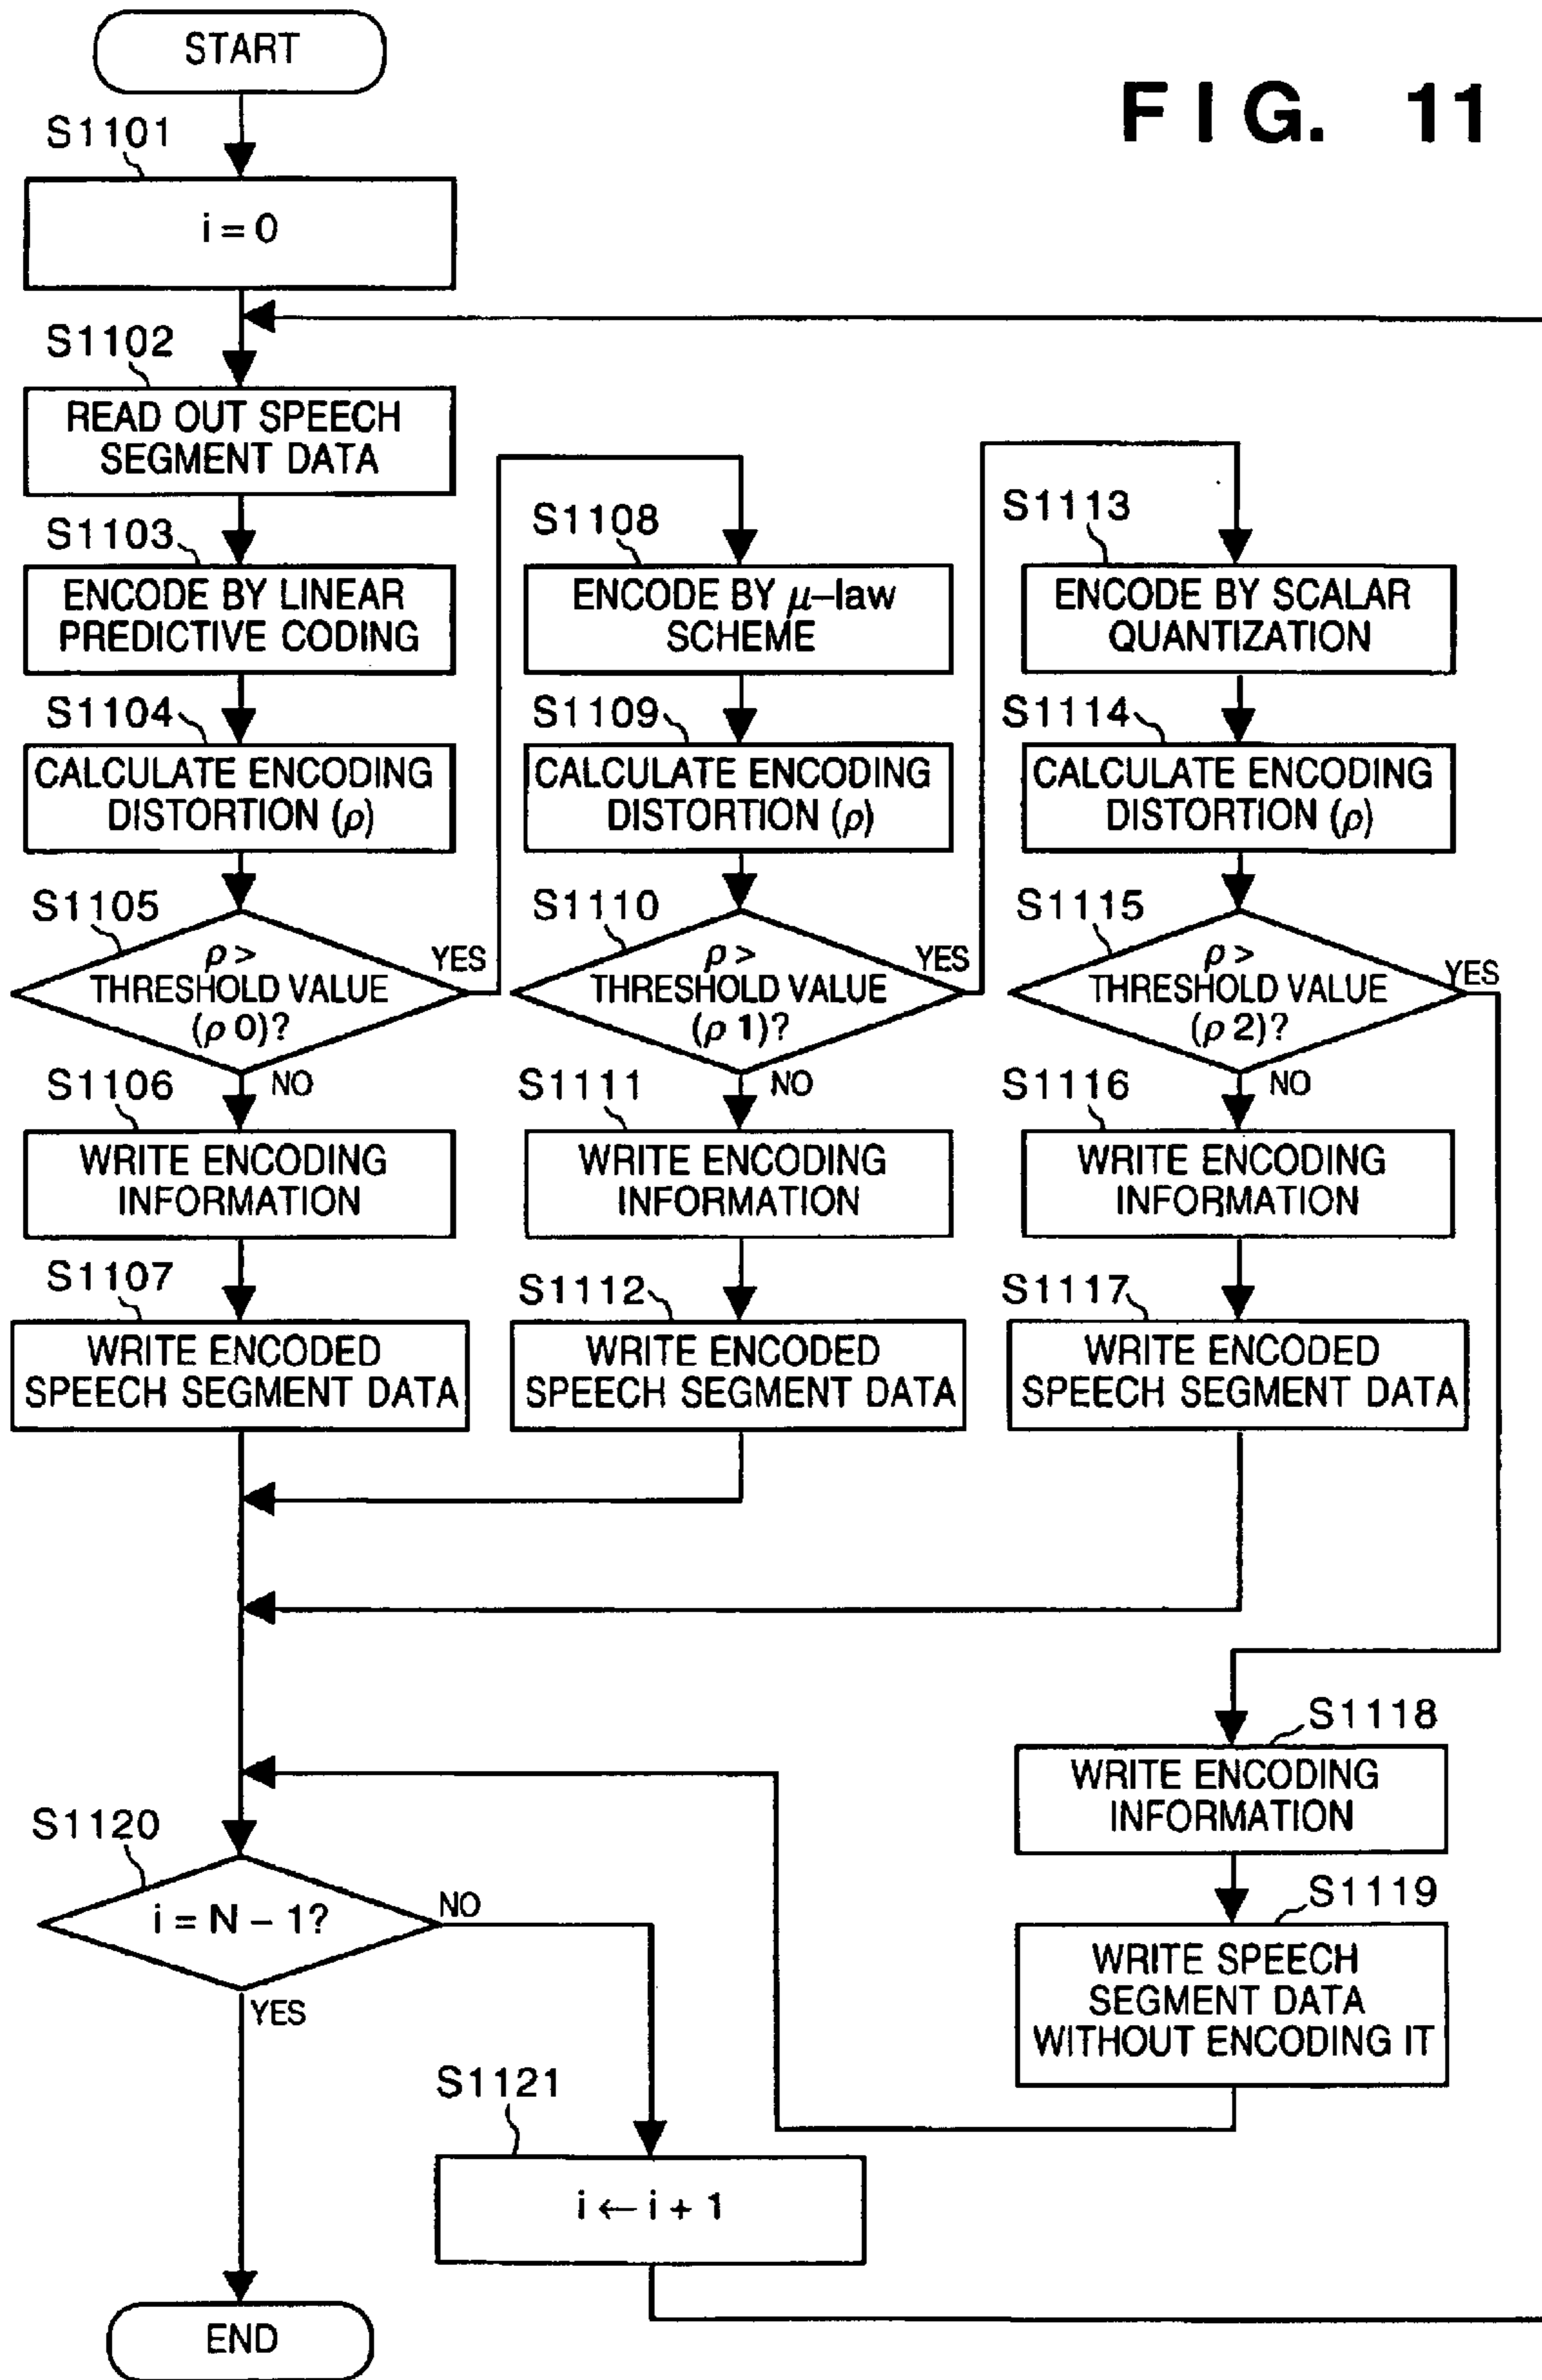 START
FIG. 11
S1101
i = 0
S1102
READ OUT SPEECH
SEGMENT DATA
S1103
ENCODE BY LINEAR
PREDICTIVE CODING
S1104
CALCULATE ENCODING
DISTORTION (ρ)
S1105
ρ >
THRESHOLD VALUE
(ρ 0)?
YES
NO
S1106
WRITE ENCODING
INFORMATION
S1107
WRITE ENCODED
SPEECH SEGMENT DATA
S1108
ENCODE BY μ–law
SCHEME
S1109
CALCULATE ENCODING
DISTORTION (ρ)
S1110
ρ >
THRESHOLD VALUE
(ρ 1)?
YES
NO
S1111
WRITE ENCODING
INFORMATION
S1112
WRITE ENCODED
SPEECH SEGMENT DATA
S1113
ENCODE BY SCALAR
QUANTIZATION
S1114
CALCULATE ENCODING
DISTORTION (ρ)
S1115
ρ >
THRESHOLD VALUE
(ρ 2)?
YES
NO
S1116
WRITE ENCODING
INFORMATION
S1117
WRITE ENCODED
SPEECH SEGMENT DATA
S1118
WRITE ENCODING
INFORMATION
S1119
WRITE SPEECH
SEGMENT DATA
WITHOUT ENCODING IT
S1120
i = N – 1?
NO
YES
S1121
i ← i + 1
END